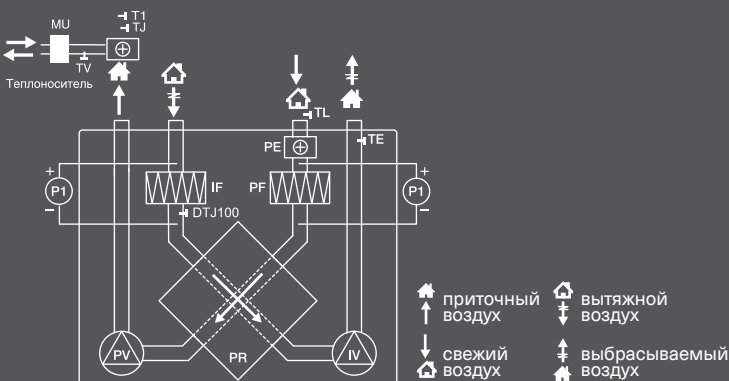 T1
MU
TJ
TV
Теплоноситель
TL
PE
TE
+
P1
−
IF
PF
+
P1
−
DTJ100
PV
PR
IV
приточный
воздух
вытяжной
воздух
свежий
воздух
выбрасываемый
воздух